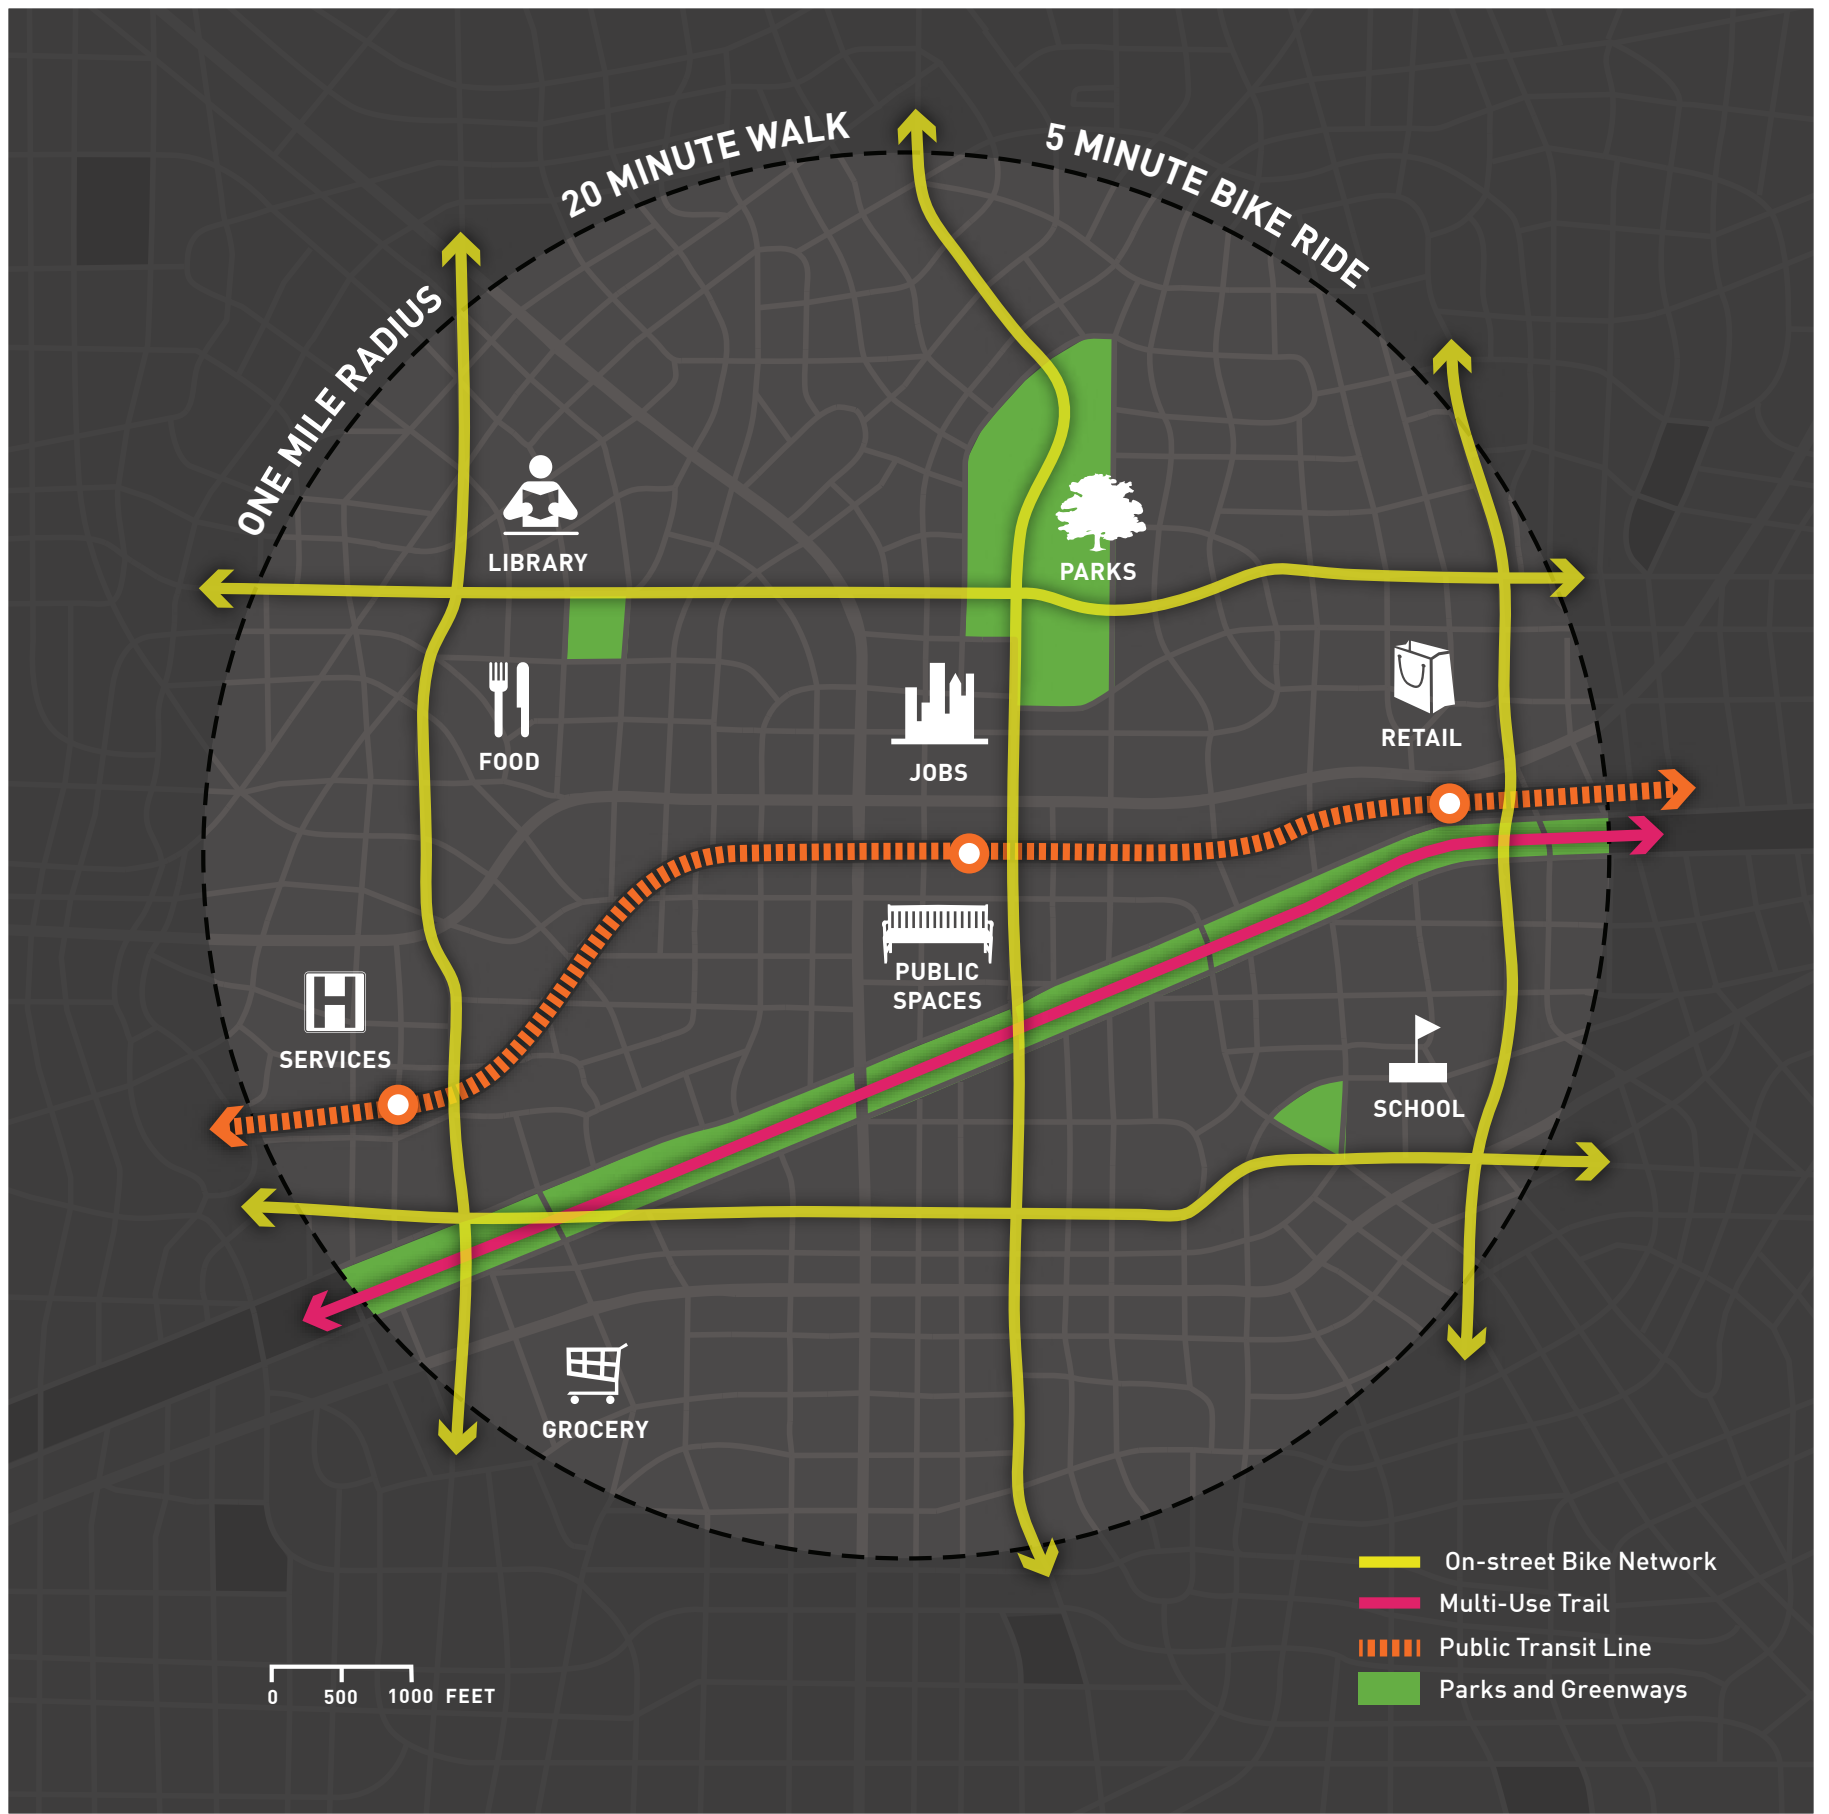 20 MINUTE WALK
5 MINUTE BIKE RIDE
ONE MILE RADIUS
LIBRARY
PARKS
FOOD
JOBS
RETAIL
PUBLIC
SPACES
H
SERVICES
SCHOOL
GROCERY
On-street Bike Network
Multi-Use Trail
Public Transit Line
Parks and Greenways
0 500 1000 FEET